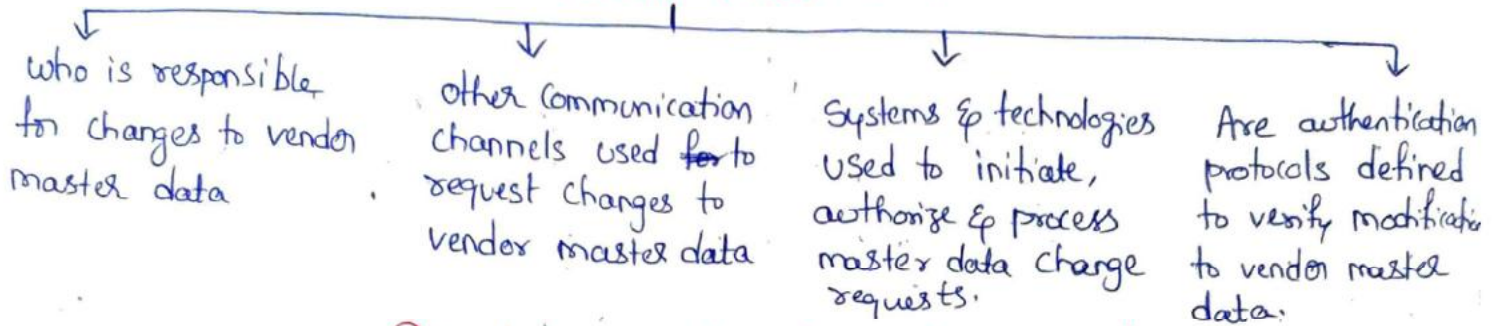 who is responsible
for changes to vendor
master data
other Communication
channels used for to
request changes to
vendor master data
Systems & technologies
used to initiate,
authorize & process
master data change
requests.
Are authentication
protocols defined
to verify modification
to vendor master
data.